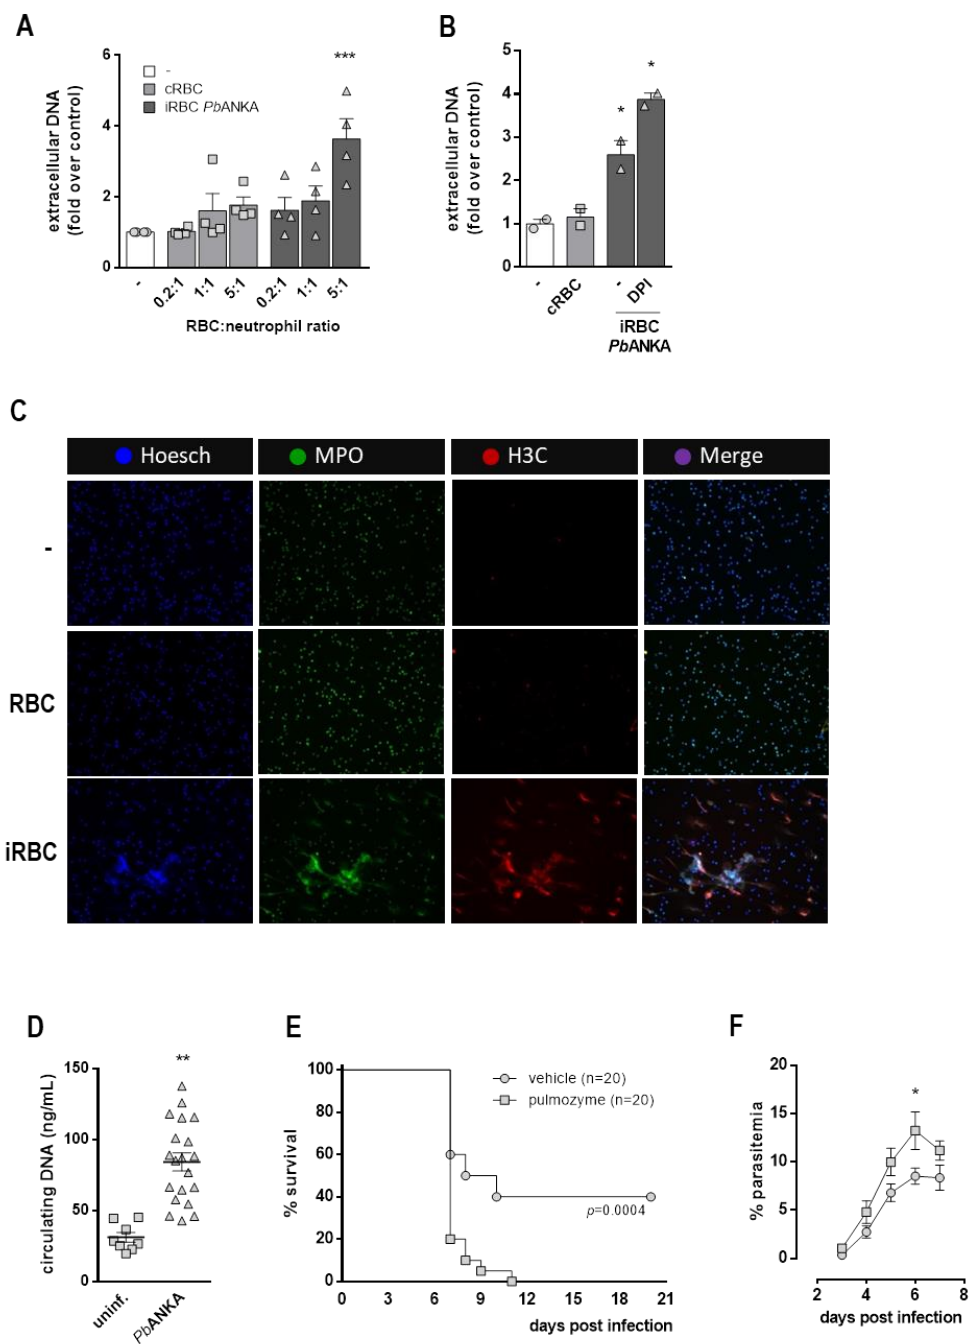 A
extracellular DNA
(fold over control)
6
4
2
0
-
cRBC
iRBC PbANKA
***
-
0.2:1
1:1
5:1
0.2:1
1:1
5:1
RBC:neutrophil ratio
B
extracellular DNA
(fold over control)
5
4
3
2
1
0
*
*
-
cRBC
-
DPI
iRBC
PbANKA
C
Hoesch
MPO
H3C
Merge
-
RBC
iRBC
D
circulating DNA (ng/mL)
150
100
50
0
**
uninf.
PbANKA
E
% survival
100
80
60
40
20
0
vehicle (n=20)
pulmozyme (n=20)
p=0.0004
0 3 6 9 12 15 18 21
days post infection
F
% parasitemia
20
15
10
5
0
*
2 4 6 8
days post infection